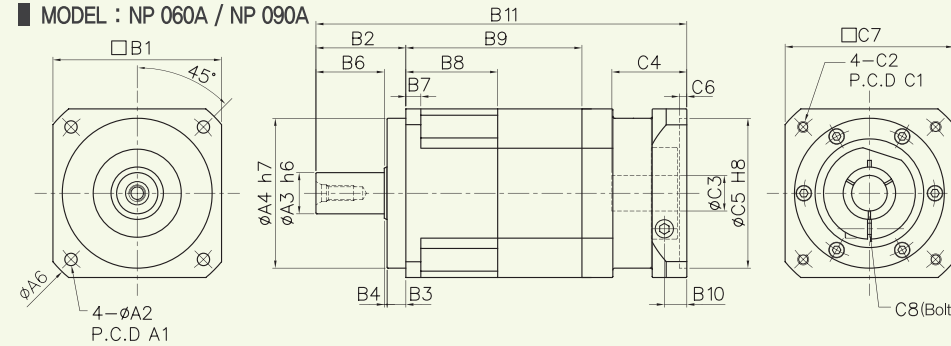 MODEL : NP 060A / NP 090A
B11
□B1
B2
B9
□C7
45°
B6
B8
C4
4-C2
P.C.D C1
B7
C6
øA4 h7
øA3 h6
øC3
øC5 H8
øA6
B4
B3
B10
4-øA2
P.C.D A1
C8(Bolt